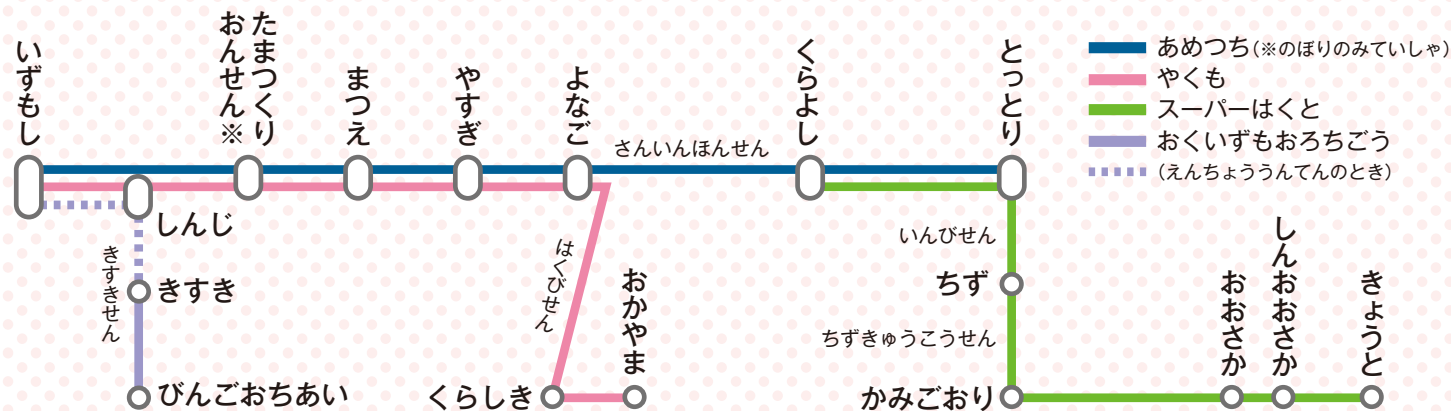 いずもし
たまつくり
おんせん※
まつえ
やすぎ
よなご
くらよし
とっとり
あめつち(※のぼりのみていしゃ)
やくも
スーパーはくと
おくいずもおろちごう
(えんちょううんてんのとき)
さんいんほんせん
しんじ
きすきせん
きすき
びんごおちあい
はくびせん
くらしき
おかやま
いんびせん
ちず
ちずきゅうこうせん
かみごおり
おおさか
しんおおさか
きょうと